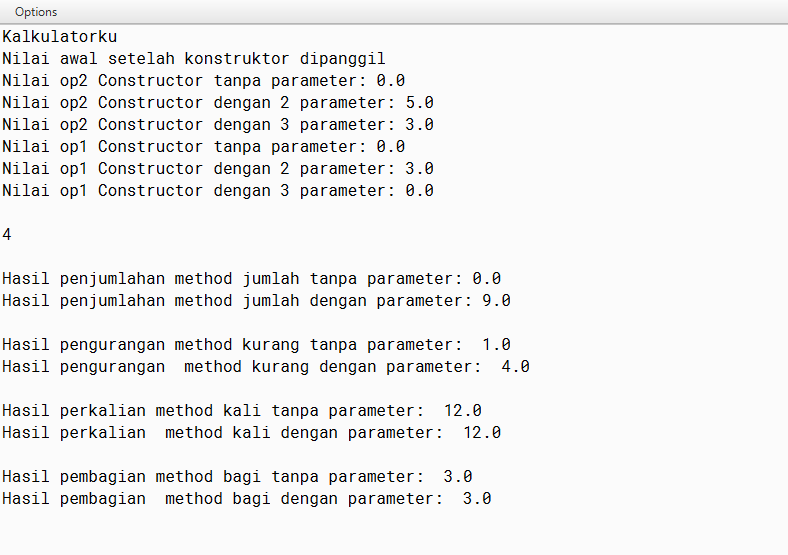 Options
Kalkulatorku
Nilai awal setelah konstruktor dipanggil
Nilai op2 Constructor tanpa parameter: 0.0
Nilai op2 Constructor dengan 2 parameter: 5.0
Nilai op2 Constructor dengan 3 parameter: 3.0
Nilai op1 Constructor tanpa parameter: 0.0
Nilai op1 Constructor dengan 2 parameter: 3.0
Nilai op1 Constructor dengan 3 parameter: 0.0
4
Hasil penjumlahan method jumlah tanpa parameter: 0.0
Hasil penjumlahan method jumlah dengan parameter: 9.0
Hasil pengurangan method kurang tanpa parameter:  1.0
Hasil pengurangan  method kurang dengan parameter:  4.0
Hasil perkalian method kali tanpa parameter:  12.0
Hasil perkalian  method kali dengan parameter:  12.0
Hasil pembagian method bagi tanpa parameter:  3.0
Hasil pembagian  method bagi dengan parameter:  3.0